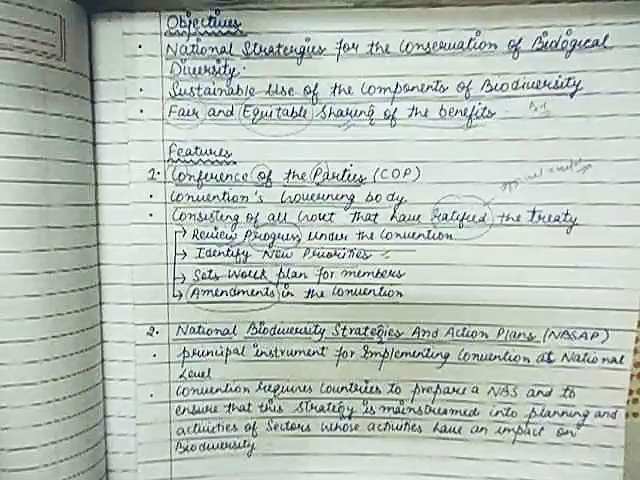 Objectives
• National Strategies for the Conservation of Biological
Diversity.
• Sustainable Use of the Components of Biodiversity
• Fair and Equitable Sharing of the benefits
Features
1. Conference of the Parties (COP)
• Convention's Governing body
• Consisting of all Govt that have ratified the treaty
→ Review Progress under the Convention
→ Identify New Priorities
→ Sets Work plan for members
→ Amendments in the Convention
2. National Biodiversity Strategies And Action Plans (NBSAP)
• principal instrument for Implementing Convention at National
Level
• Convention requires countries to prepare a NBS and to
ensure that this Strategy is mainstreamed into planning and
activities of Sectors whose activities have an impact on
Biodiversity